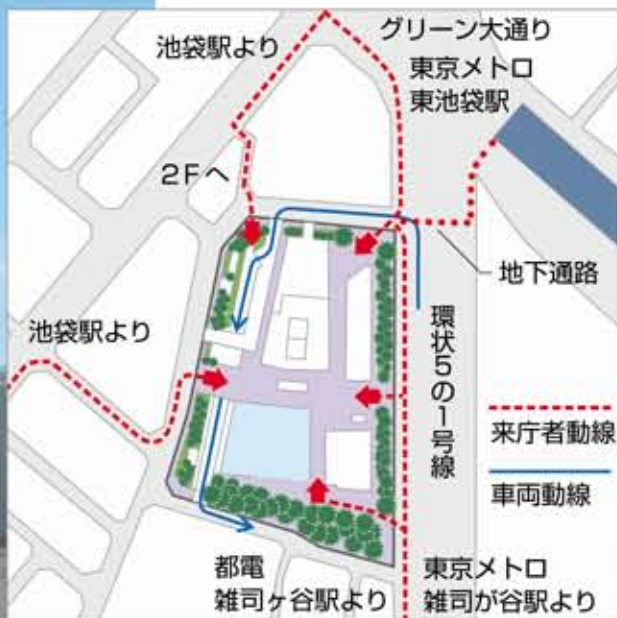 グリーン大通り
池袋駅より
東京メトロ
東池袋駅
2Fへ
地下通路
池袋駅より
環状5の1号線
来庁者動線
車両動線
都電
雑司ヶ谷駅より
東京メトロ
雑司が谷駅より